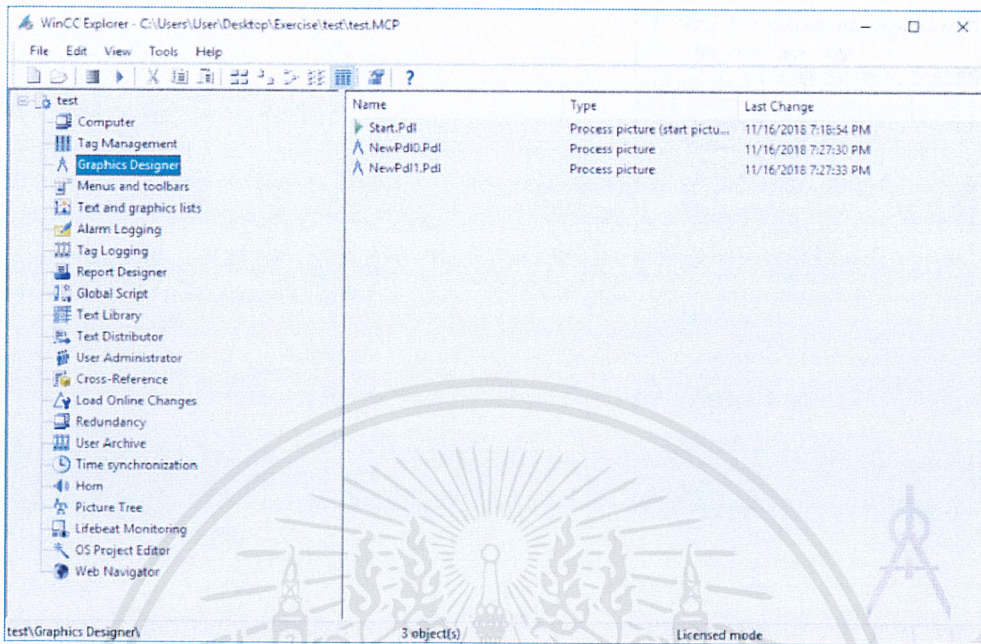 WinCC Explorer - C:\Users\User\Desktop\Exercise\test\test.MCP
File Edit View Tools Help
test
Computer
Tag Management
Graphics Designer
Menus and toolbars
Text and graphics lists
Alarm Logging
Tag Logging
Report Designer
Global Script
Text Library
Text Distributor
User Administrator
Cross-Reference
Load Online Changes
Redundancy
User Archive
Time synchronization
Horn
Picture Tree
Lifebeat Monitoring
OS Project Editor
Web Navigator
Name Type Last Change
Start.Pdl Process picture (start pictu... 11/16/2018 7:18:54 PM
NewPdl0.Pdl Process picture 11/16/2018 7:27:30 PM
NewPdl1.Pdl Process picture 11/16/2018 7:27:33 PM
test\Graphics Designer\ 3 object(s) Licensed mode